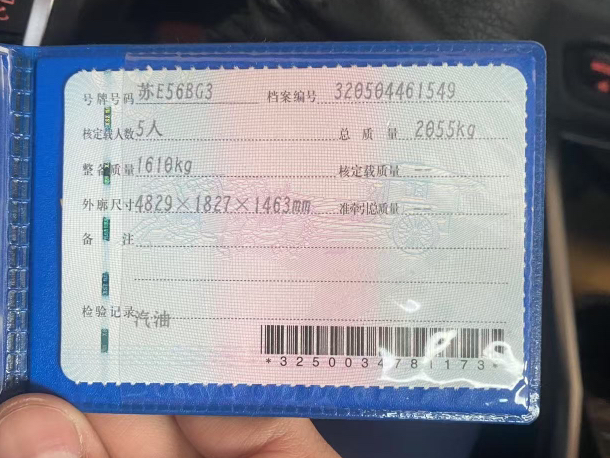 号牌号码 苏E56BG3 档案编号 320504461549
核定载人数 5人 总质量 2055kg
整备质量 1610kg 核定载质量 --
外廓尺寸 4829×1827×1463mm 准牵引总质量 --
备注
检验记录 汽油
*3250034781173*